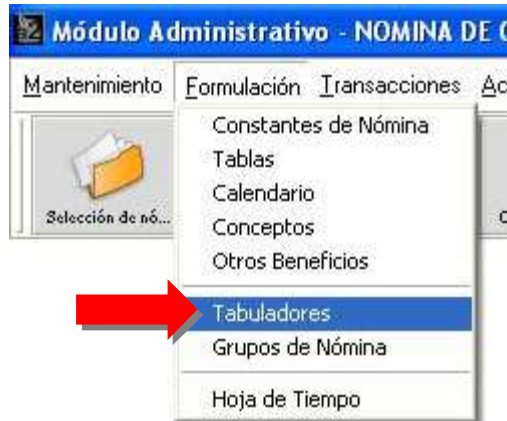 Módulo Administrativo - NOMINA DE
Mantenimiento Formulación Transacciones
Selección de nó...
Constantes de Nómina
Tablas
Calendario
Conceptos
Otros Beneficios
Tabuladores
Grupos de Nómina
Hoja de Tiempo